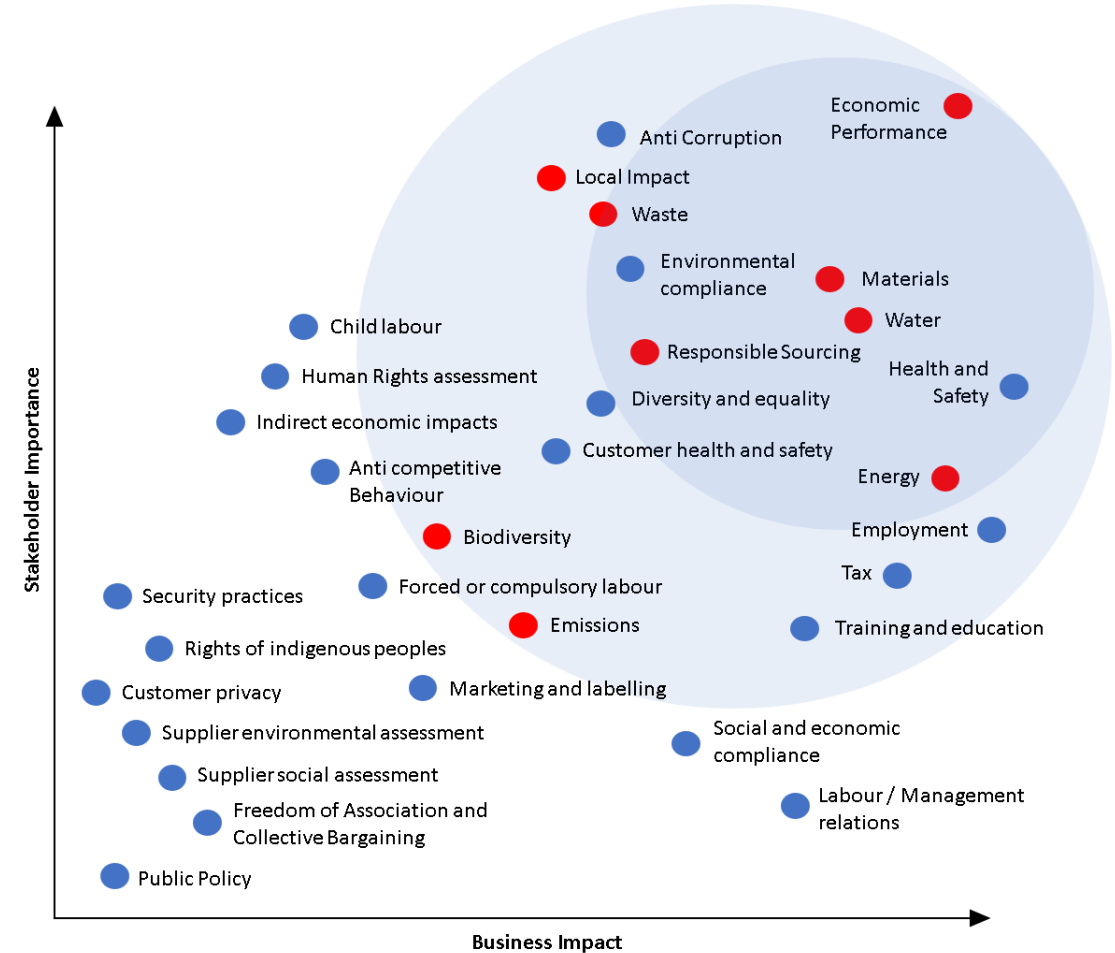 Economic
Performance
Anti Corruption
Local Impact
Waste
Environmental
compliance
Materials
Water
Child labour
Responsible Sourcing
Health and
Safety
Human Rights assessment
Diversity and equality
Indirect economic impacts
Customer health and safety
Anti competitive
Behaviour
Energy
Employment
Biodiversity
Tax
Forced or compulsory labour
Security practices
Emissions
Training and education
Rights of indigenous peoples
Customer privacy
Marketing and labelling
Supplier environmental assessment
Social and economic
compliance
Supplier social assessment
Labour / Management
relations
Freedom of Association and
Collective Bargaining
Public Policy
Stakeholder Importance
Business Impact